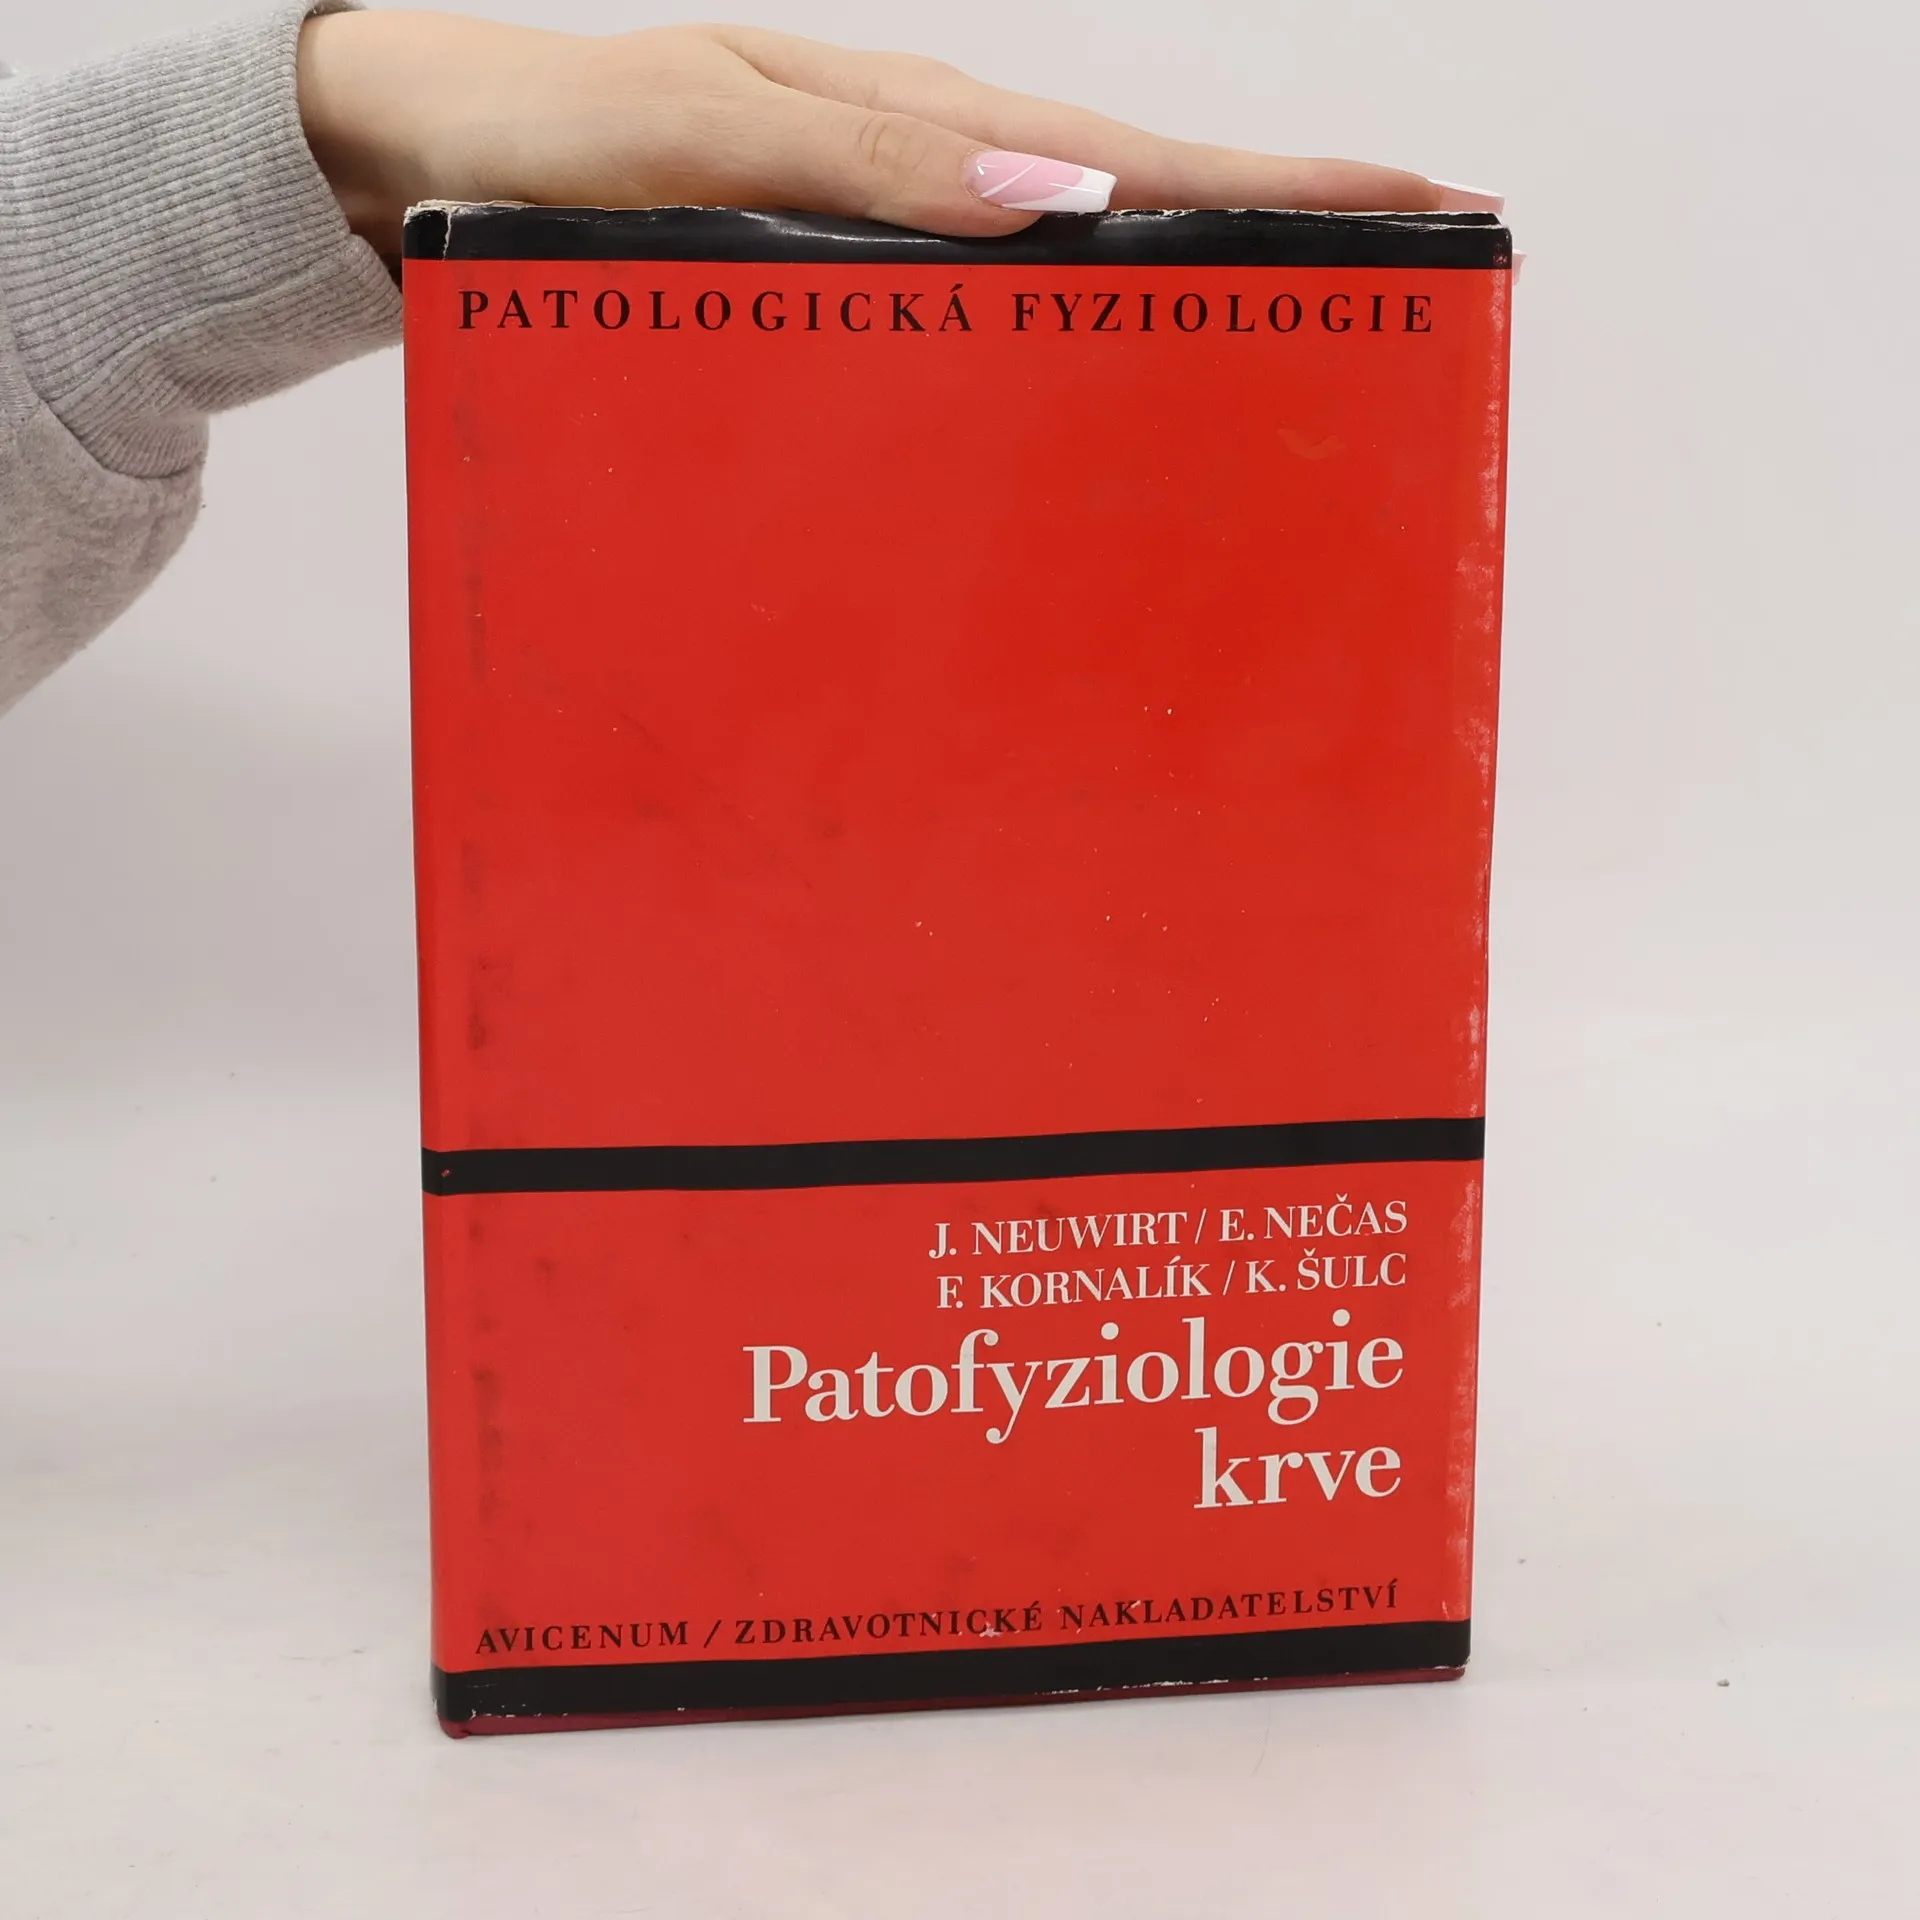 PATOLOGICKÁ FYZIOLOGIE
J. NEUWIRT / E. NEČAS
F. KORNALÍK / K. ŠULC
Patofyziologie
krve
AVICENUM / ZDRAVOTNICKÉ NAKLADATELSTVÍ